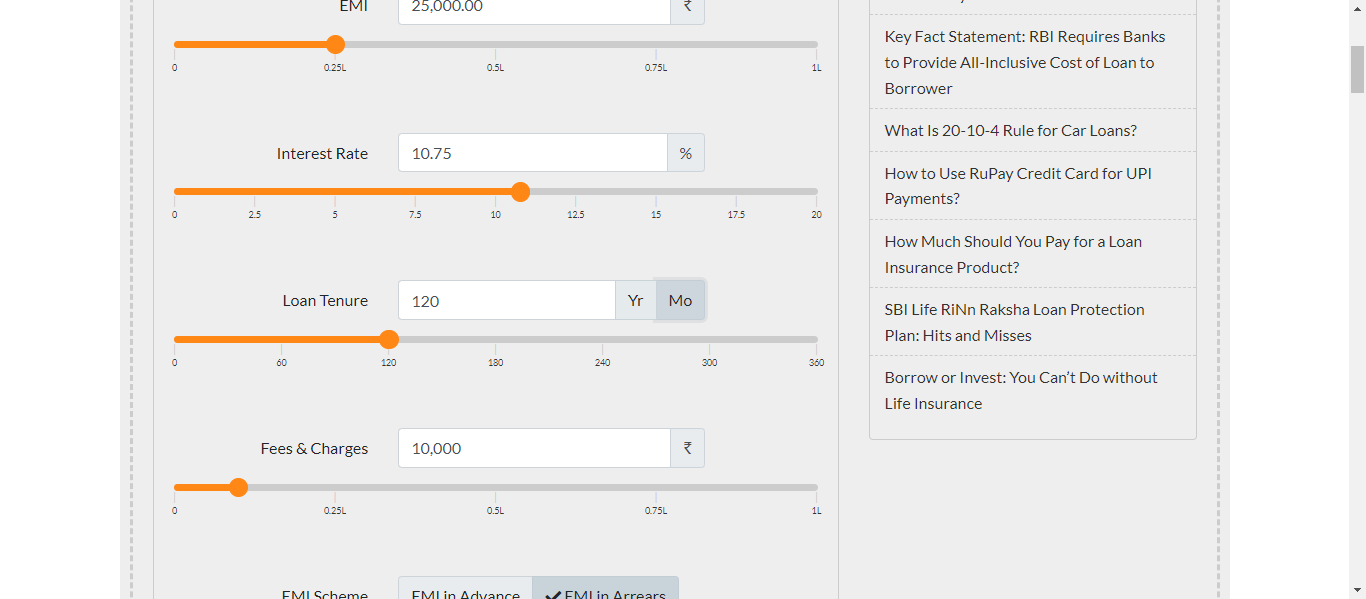 EMI
25,000.00 ₹
0 0.25L 0.5L 0.75L 1L
Interest Rate
10.75 %
0 2.5 5 7.5 10 12.5 15 17.5 20
Loan Tenure
120 Yr Mo
0 60 120 180 240 300 360
Fees & Charges
10,000 ₹
0 0.25L 0.5L 0.75L 1L
EMI Scheme
EMI in Advance EMI in Arrears
Key Fact Statement: RBI Requires Banks
to Provide All-Inclusive Cost of Loan to
Borrower
What Is 20-10-4 Rule for Car Loans?
How to Use RuPay Credit Card for UPI
Payments?
How Much Should You Pay for a Loan
Insurance Product?
SBI Life RiNn Raksha Loan Protection
Plan: Hits and Misses
Borrow or Invest: You Can’t Do without
Life Insurance